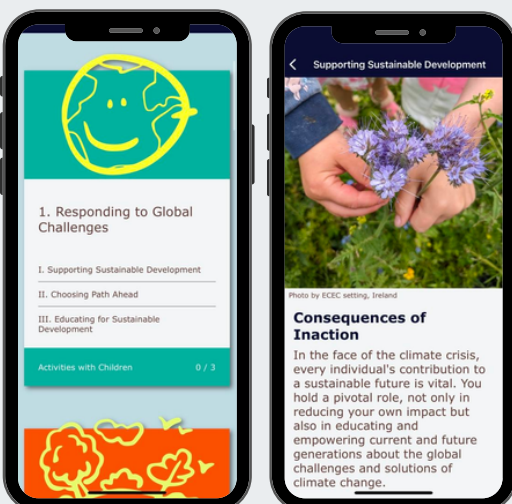 1. Responding to Global
Challenges
I. Supporting Sustainable Development
II. Choosing Path Ahead
III. Educating for Sustainable
Development
Activities with Children 0 / 3
Supporting Sustainable Development
Photo by ECEC setting, Ireland
Consequences of
Inaction
In the face of the climate crisis,
every individual's contribution to
a sustainable future is vital. You
hold a pivotal role, not only in
reducing your own impact but
also in educating and
empowering current and future
generations about the global
challenges and solutions of
climate change.